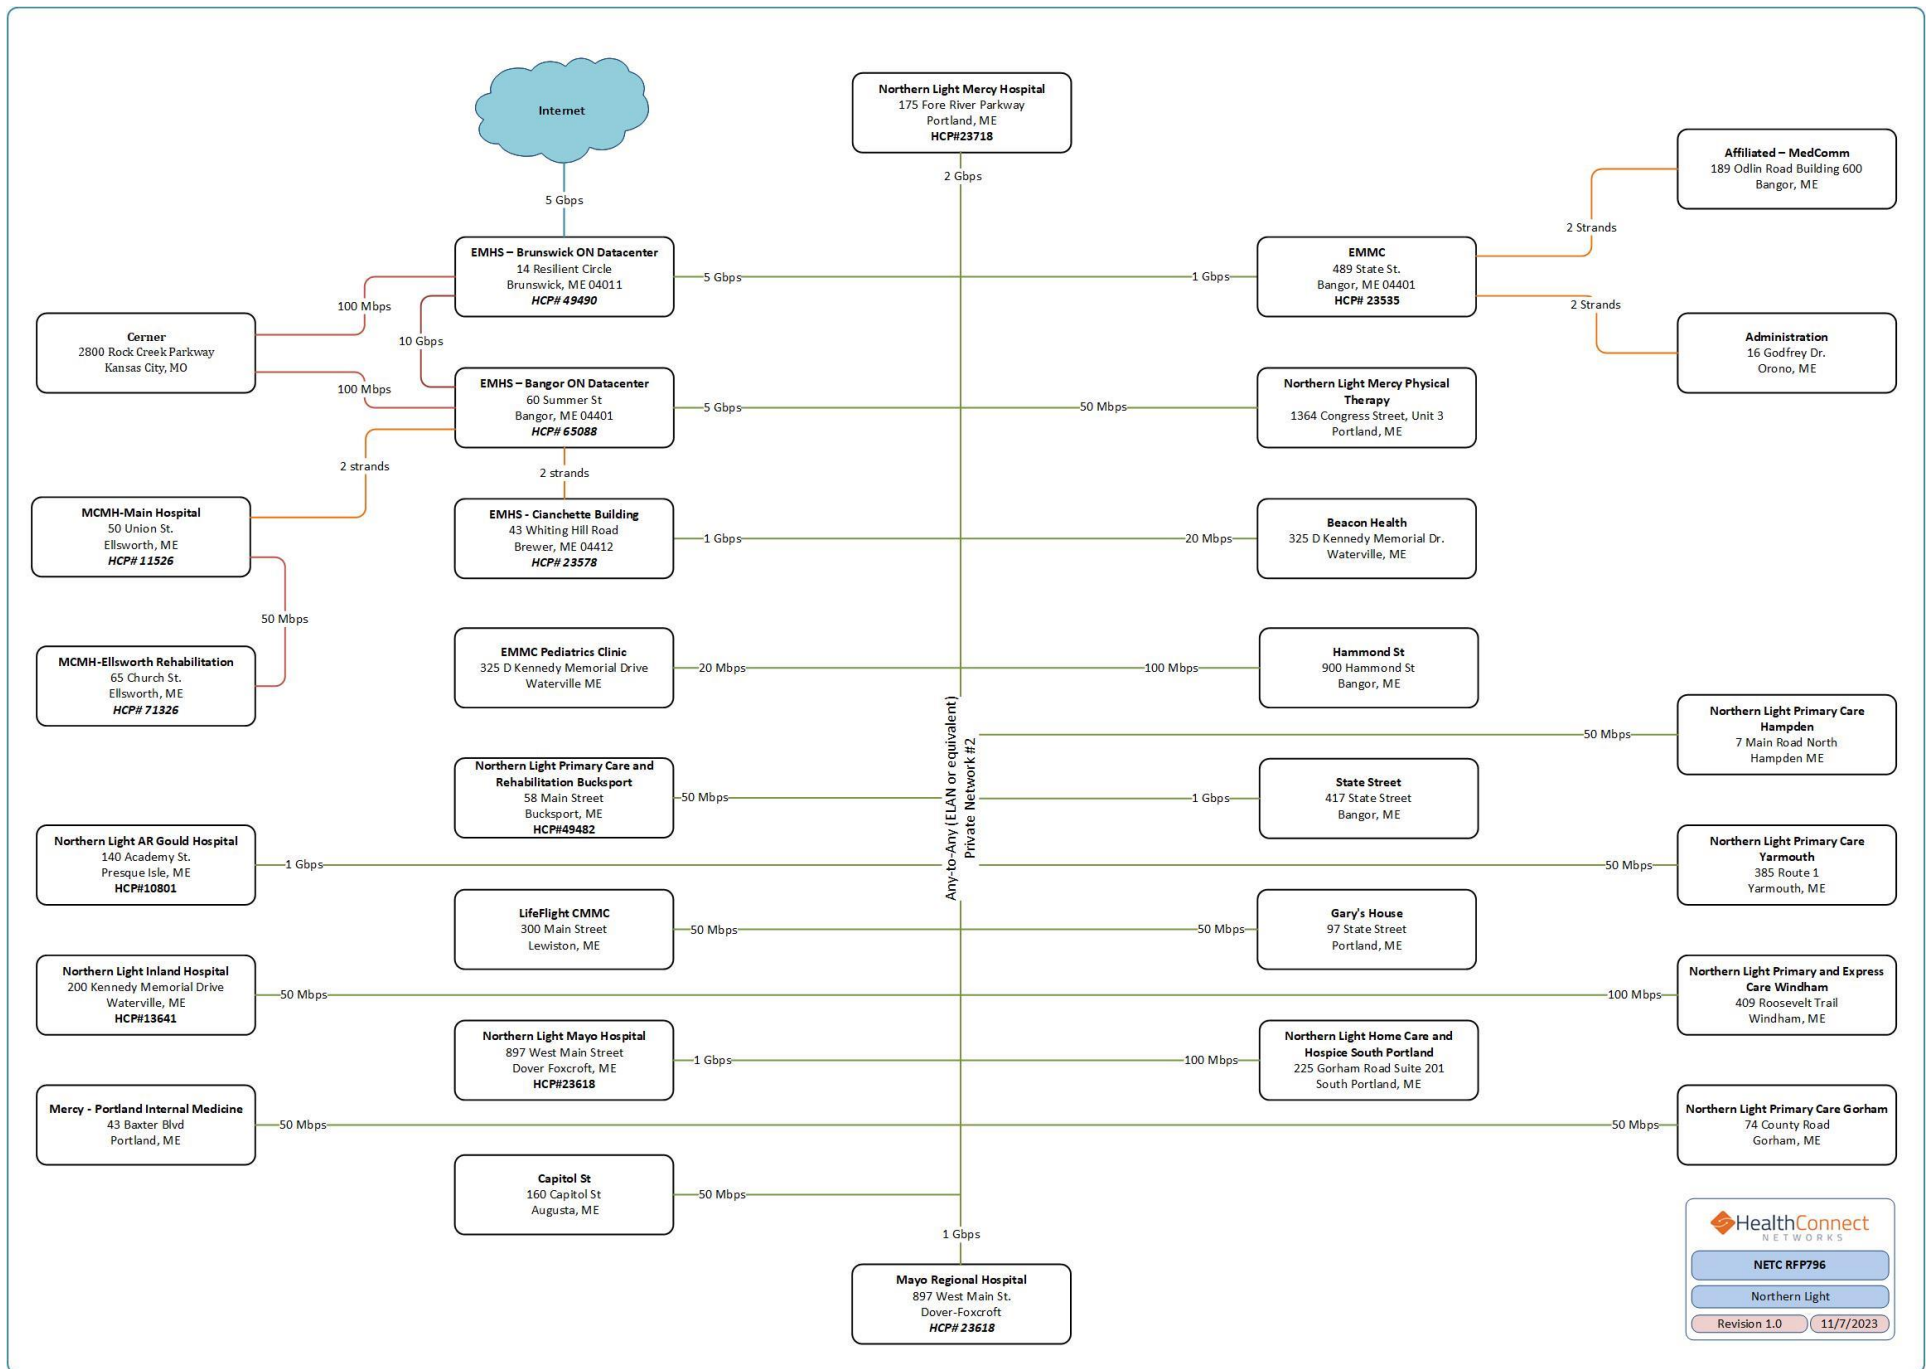 Internet
5 Gbps
Northern Light Mercy Hospital
175 Fore River Parkway
Portland, ME
HCP#23718
2 Gbps
Affiliated – MedComm
189 Odlin Road Building 600
Bangor, ME
2 Strands
EMHS – Brunswick ON Datacenter
14 Resilient Circle
Brunswick, ME 04011
HCP# 49490
5 Gbps
1 Gbps
EMMC
489 State St.
Bangor, ME 04401
HCP# 23535
2 Strands
Administration
16 Godfrey Dr.
Orono, ME
100 Mbps
10 Gbps
Cerner
2800 Rock Creek Parkway
Kansas City, MO
100 Mbps
EMHS – Bangor ON Datacenter
60 Summer St
Bangor, ME 04401
HCP# 65088
5 Gbps
50 Mbps
Northern Light Mercy Physical
Therapy
1364 Congress Street, Unit 3
Portland, ME
2 strands
2 strands
MCMH-Main Hospital
50 Union St.
Ellsworth, ME
HCP# 11526
EMHS - Cianchette Building
43 Whiting Hill Road
Brewer, ME 04412
HCP# 23578
1 Gbps
20 Mbps
Beacon Health
325 D Kennedy Memorial Dr.
Waterville, ME
50 Mbps
MCMH-Ellsworth Rehabilitation
65 Church St.
Ellsworth, ME
HCP# 71326
EMMC Pediatrics Clinic
325 D Kennedy Memorial Drive
Waterville ME
20 Mbps
100 Mbps
Hammond St
900 Hammond St
Bangor, ME
Any-to-Any (ELAN or equivalent)
Private Network #2
50 Mbps
Northern Light Primary Care
Hampden
7 Main Road North
Hampden ME
Northern Light Primary Care and
Rehabilitation Bucksport
58 Main Street
Bucksport, ME
HCP#49482
50 Mbps
1 Gbps
State Street
417 State Street
Bangor, ME
Northern Light AR Gould Hospital
140 Academy St.
Presque Isle, ME
HCP#10801
1 Gbps
50 Mbps
Northern Light Primary Care
Yarmouth
385 Route 1
Yarmouth, ME
LifeFlight CMMC
300 Main Street
Lewiston, ME
50 Mbps
50 Mbps
Gary's House
97 State Street
Portland, ME
Northern Light Inland Hospital
200 Kennedy Memorial Drive
Waterville, ME
HCP#13641
50 Mbps
100 Mbps
Northern Light Primary and Express
Care Windham
409 Roosevelt Trail
Windham, ME
Northern Light Mayo Hospital
897 West Main Street
Dover Foxcroft, ME
HCP#23618
1 Gbps
100 Mbps
Northern Light Home Care and
Hospice South Portland
225 Gorham Road Suite 201
South Portland, ME
Mercy - Portland Internal Medicine
43 Baxter Blvd
Portland, ME
50 Mbps
50 Mbps
Northern Light Primary Care Gorham
74 County Road
Gorham, ME
Capitol St
160 Capitol St
Augusta, ME
50 Mbps
1 Gbps
Mayo Regional Hospital
897 West Main St.
Dover-Foxcroft
HCP# 23618
HealthConnect
NETWORKS
NETC RFP796
Northern Light
Revision 1.0
11/7/2023